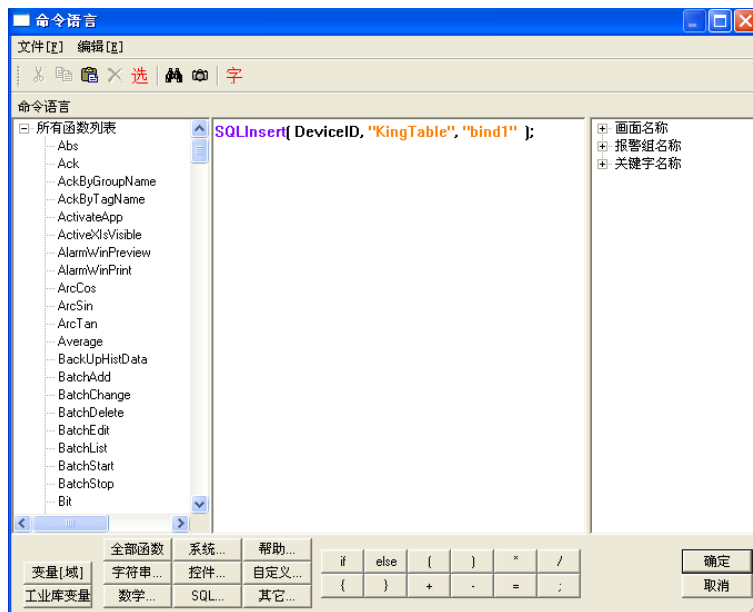 命令语言
文件[F] 编辑[E]
选 字
命令语言
所有函数列表
Abs
Ack
AckByGroupName
AckByTagName
ActivateApp
ActiveXIsVisible
AlarmWinPreview
AlarmWinPrint
ArcCos
ArcSin
ArcTan
Average
BackUpHistData
BatchAdd
BatchChange
BatchDelete
BatchEdit
BatchList
BatchStart
BatchStop
Bit
SQLInsert( DeviceID, "KingTable", "bind1" );
画面名称
报警组名称
关键字名称
全部函数 系统... 帮助...
变量[域] 字符串... 控件... 自定义...
工业库变量 数学... SQL... 其它...
if else ( ) * /
{ } + - = ;
确定
取消